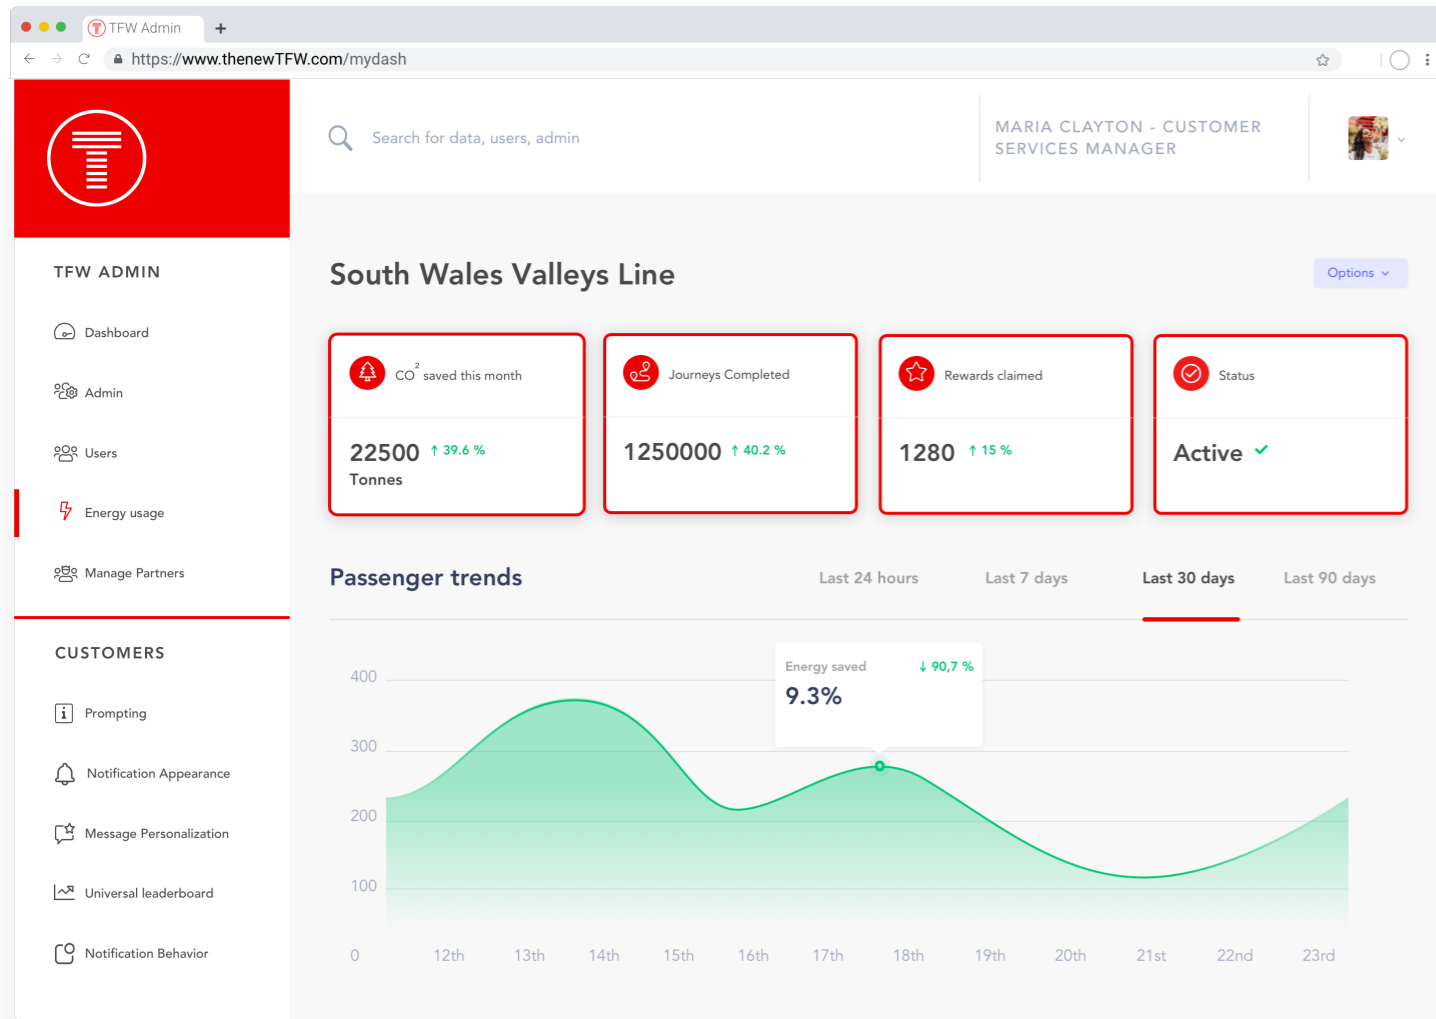 TFW Admin
https://www.thenewTFW.com/mydash
Search for data, users, admin
MARIA CLAYTON - CUSTOMER
SERVICES MANAGER
TFW ADMIN
Dashboard
Admin
Users
Energy usage
Manage Partners
CUSTOMERS
Prompting
Notification Appearance
Message Personalization
Universal leaderboard
Notification Behavior
South Wales Valleys Line
Options
CO² saved this month
22500 ↑ 39.6 %
Tonnes
Journeys Completed
1250000 ↑ 40.2 %
Rewards claimed
1280 ↑ 15 %
Status
Active
Passenger trends
Last 24 hours
Last 7 days
Last 30 days
Last 90 days
Energy saved ↓ 90,7 %
9.3%
400
300
200
100
0 12th 13th 14th 15th 16th 17th 18th 19th 20th 21st 22nd 23rd